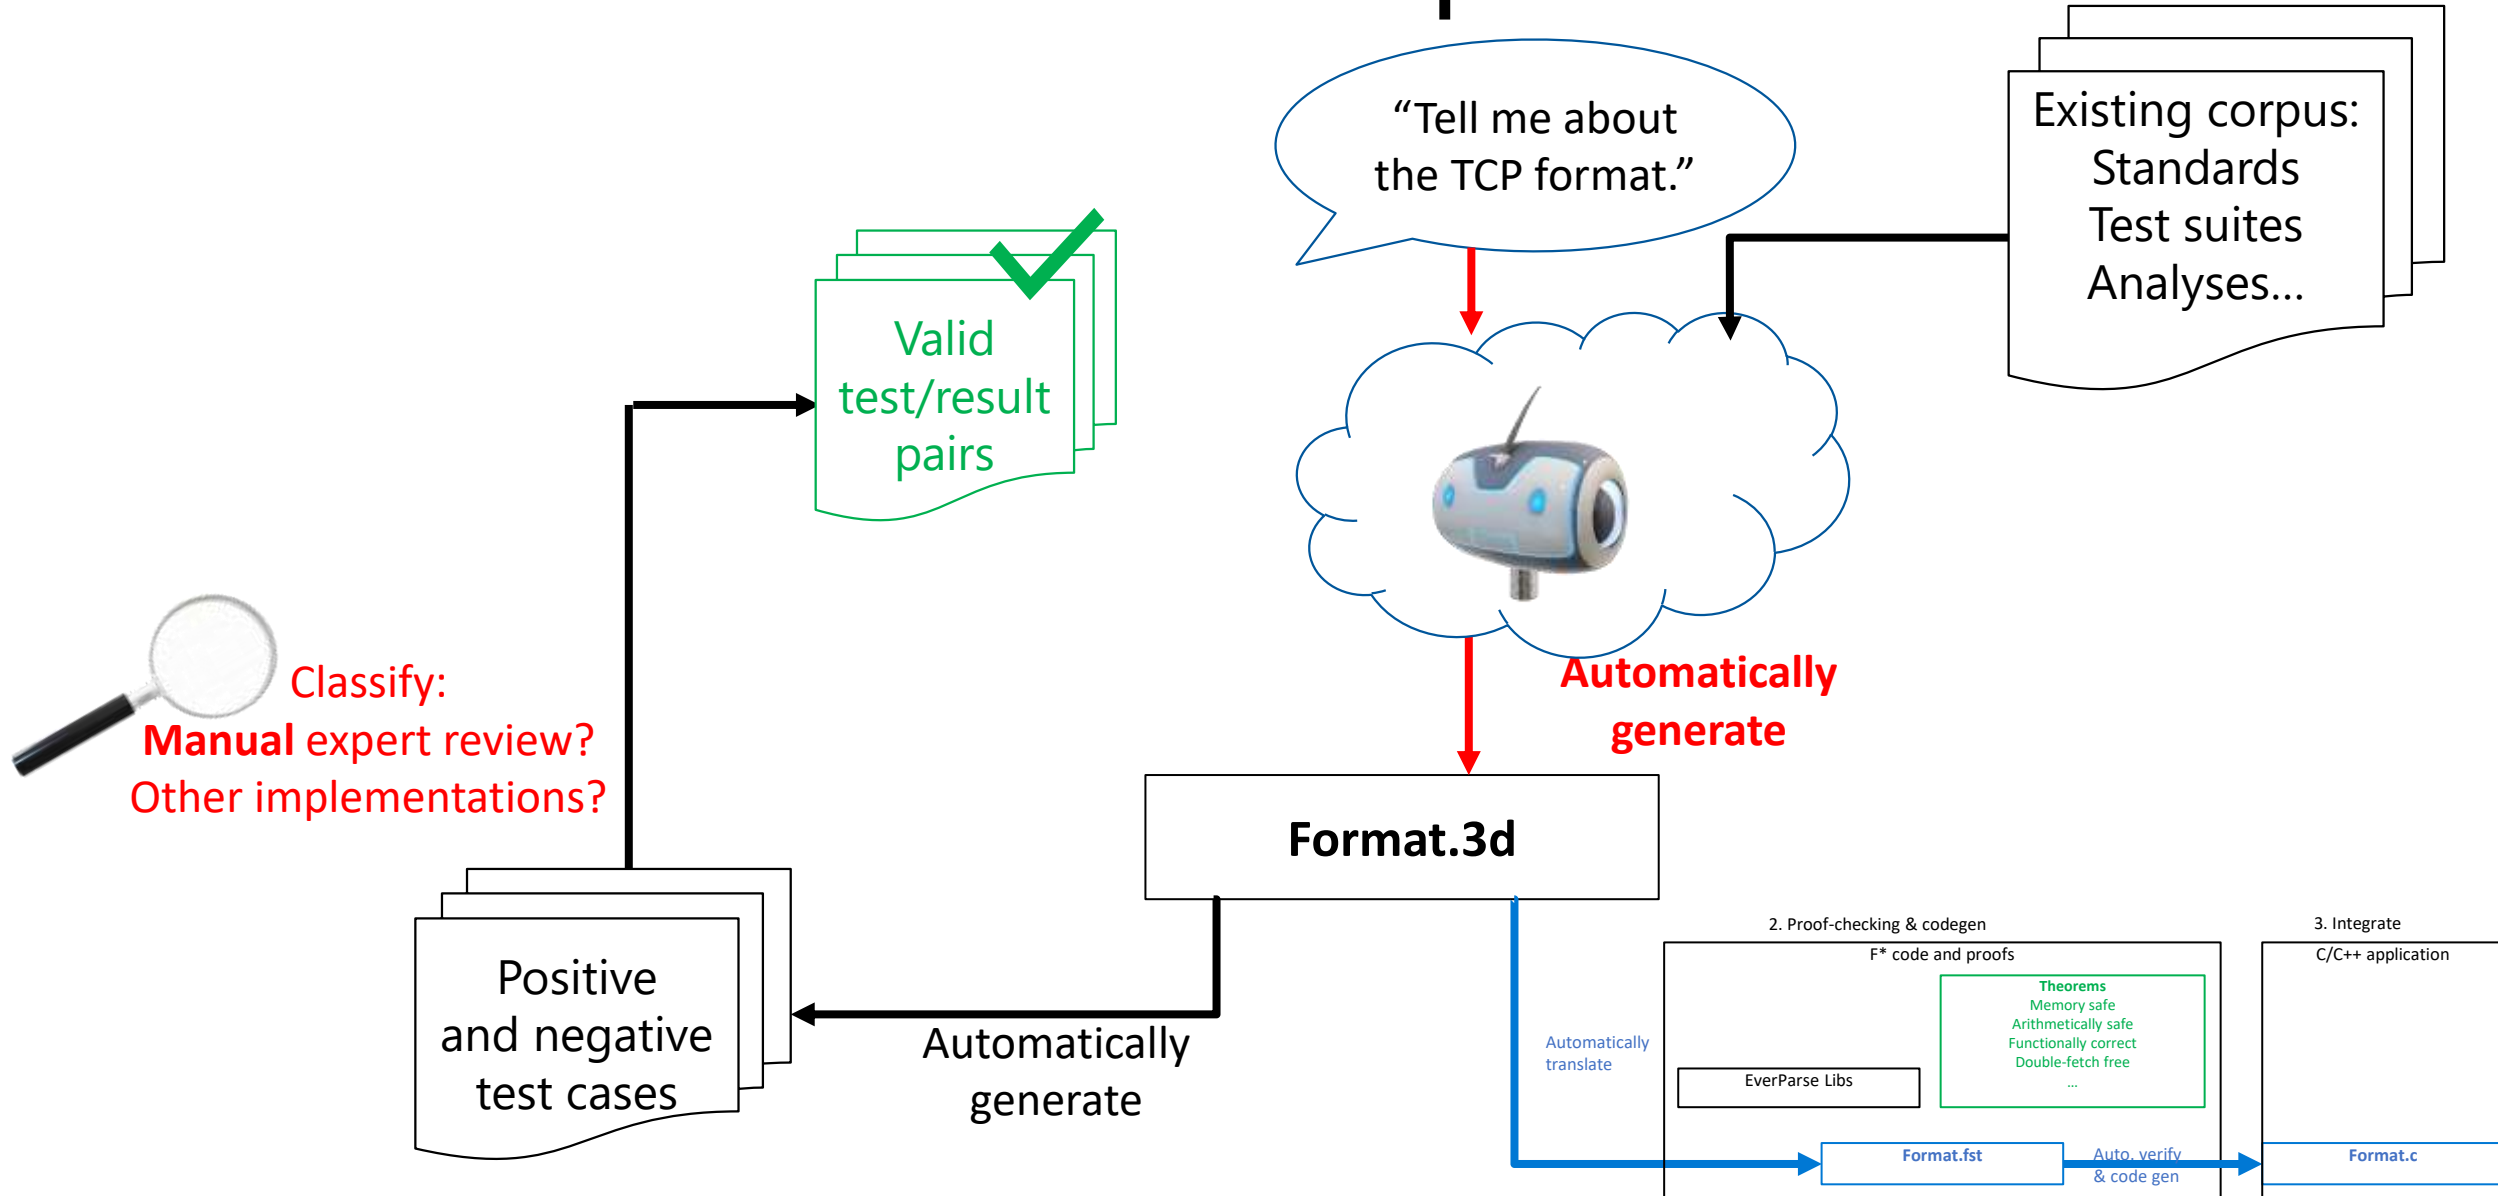 “Tell me about
the TCP format.”
Existing corpus:
Standards
Test suites
Analyses...
Valid
test/result
pairs
Classify:
Manual expert review?
Other implementations?
Automatically
generate
Format.3d
Positive
and negative
test cases
Automatically
generate
2. Proof-checking & codegen
F* code and proofs
Theorems
Memory safe
Arithmetically safe
Functionally correct
Double-fetch free
...
Automatically
translate
EverParse Libs
Format.fst
Auto. verify
& code gen
3. Integrate
C/C++ application
Format.c